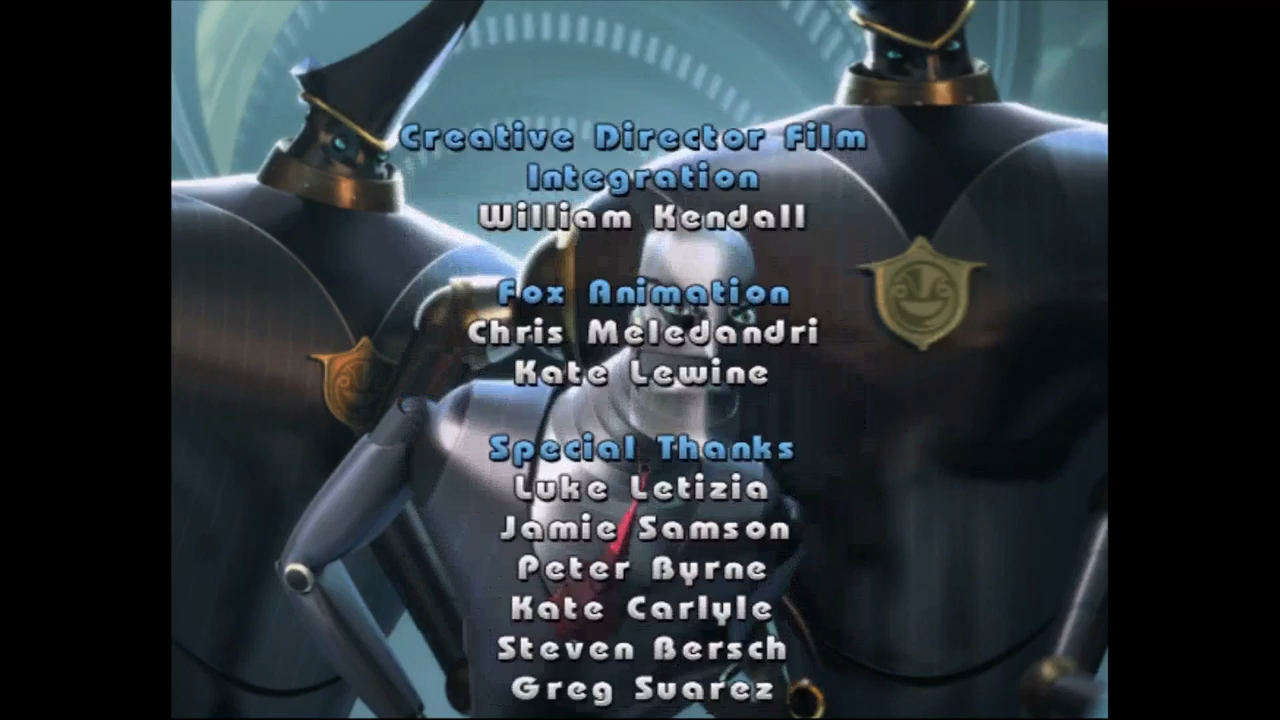 Creative Director Film
Integration
William Kendall
Fox Animation
Chris Meledandri
Kate Lewine
Special Thanks
Luke Letizia
Jamie Samson
Peter Byrne
Kate Carlyle
Steven Bersch
Greg Suarez